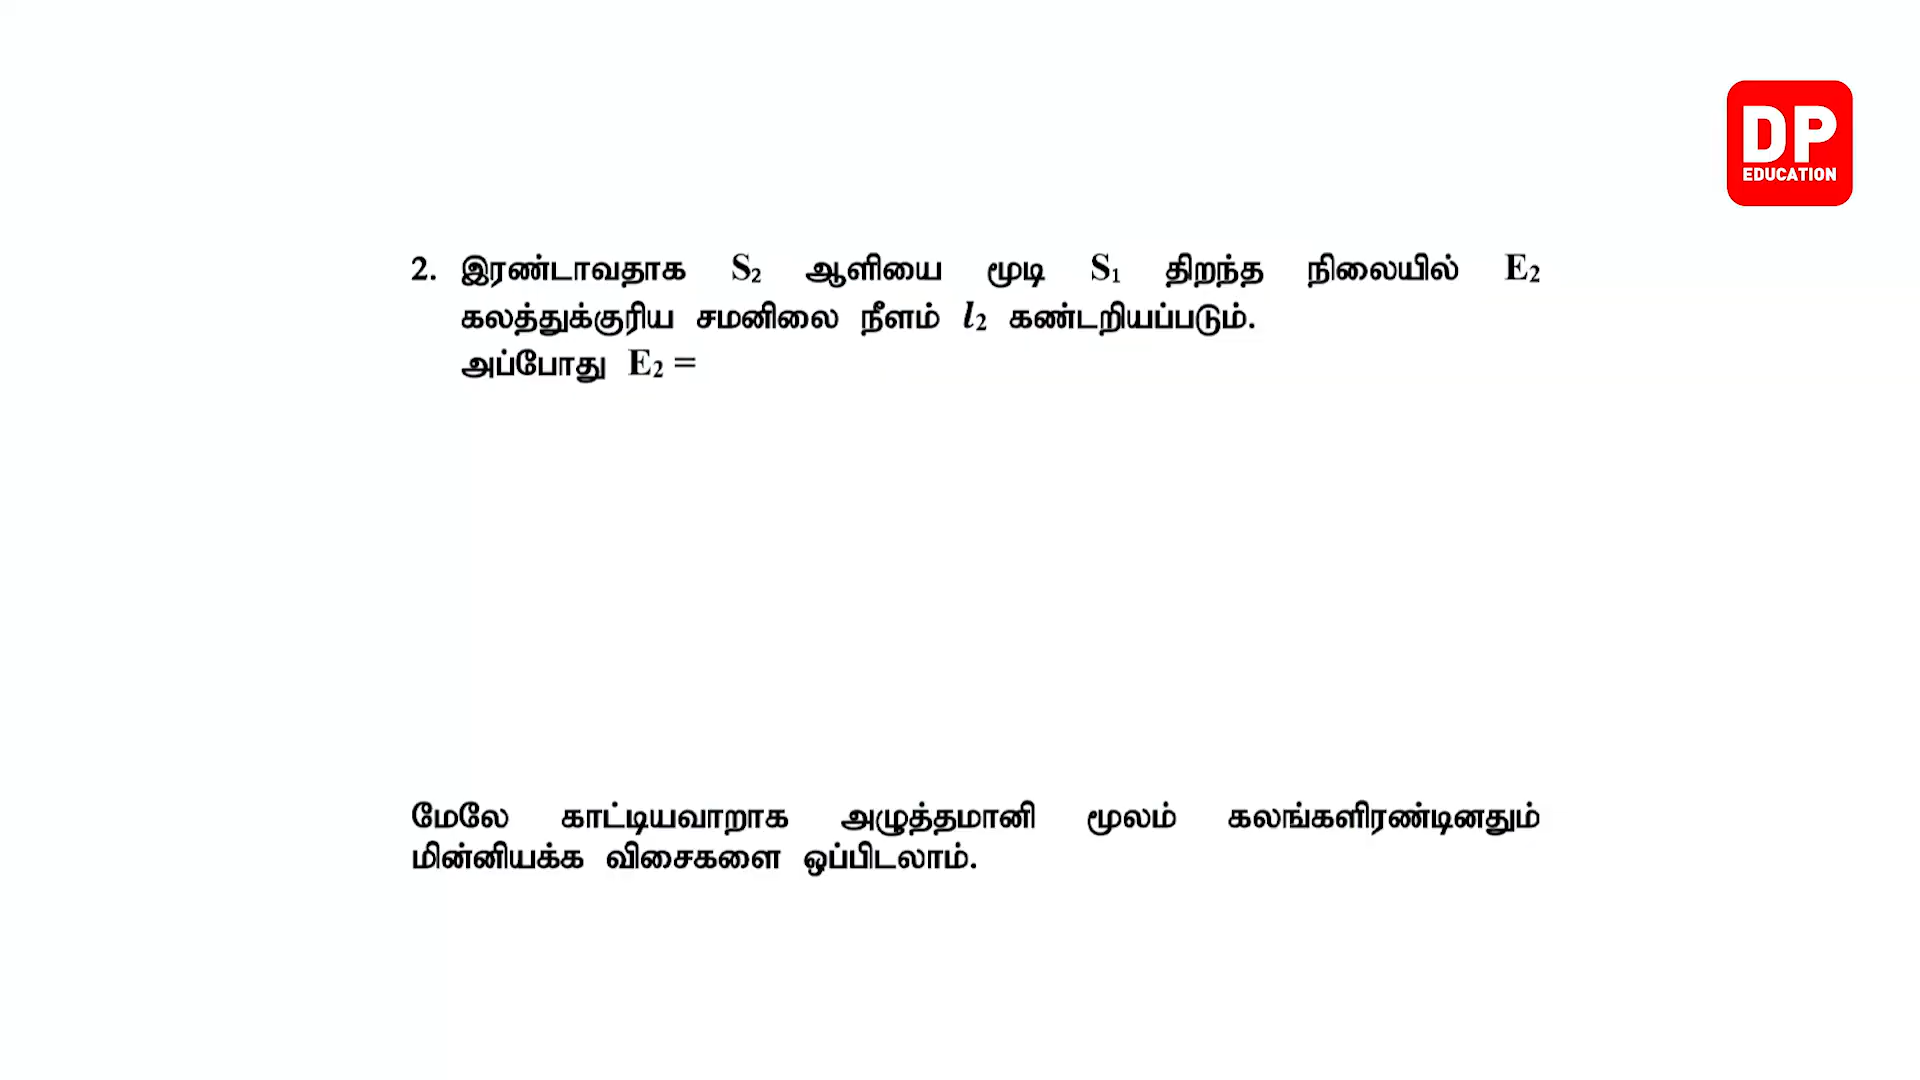 DP
EDUCATION
2. இரண்டாவதாக S₂ ஆளியை மூடி S₁ திறந்த நிலையில் E₂
கலத்துக்குரிய சமனிலை நீளம் l₂ கண்டறியப்படும்.
அப்போது E₂ =
மேலே காட்டியவாறாக அழுத்தமானி மூலம் கலங்களிரண்டினதும்
மின்னியக்க விசைகளை ஒப்பிடலாம்.